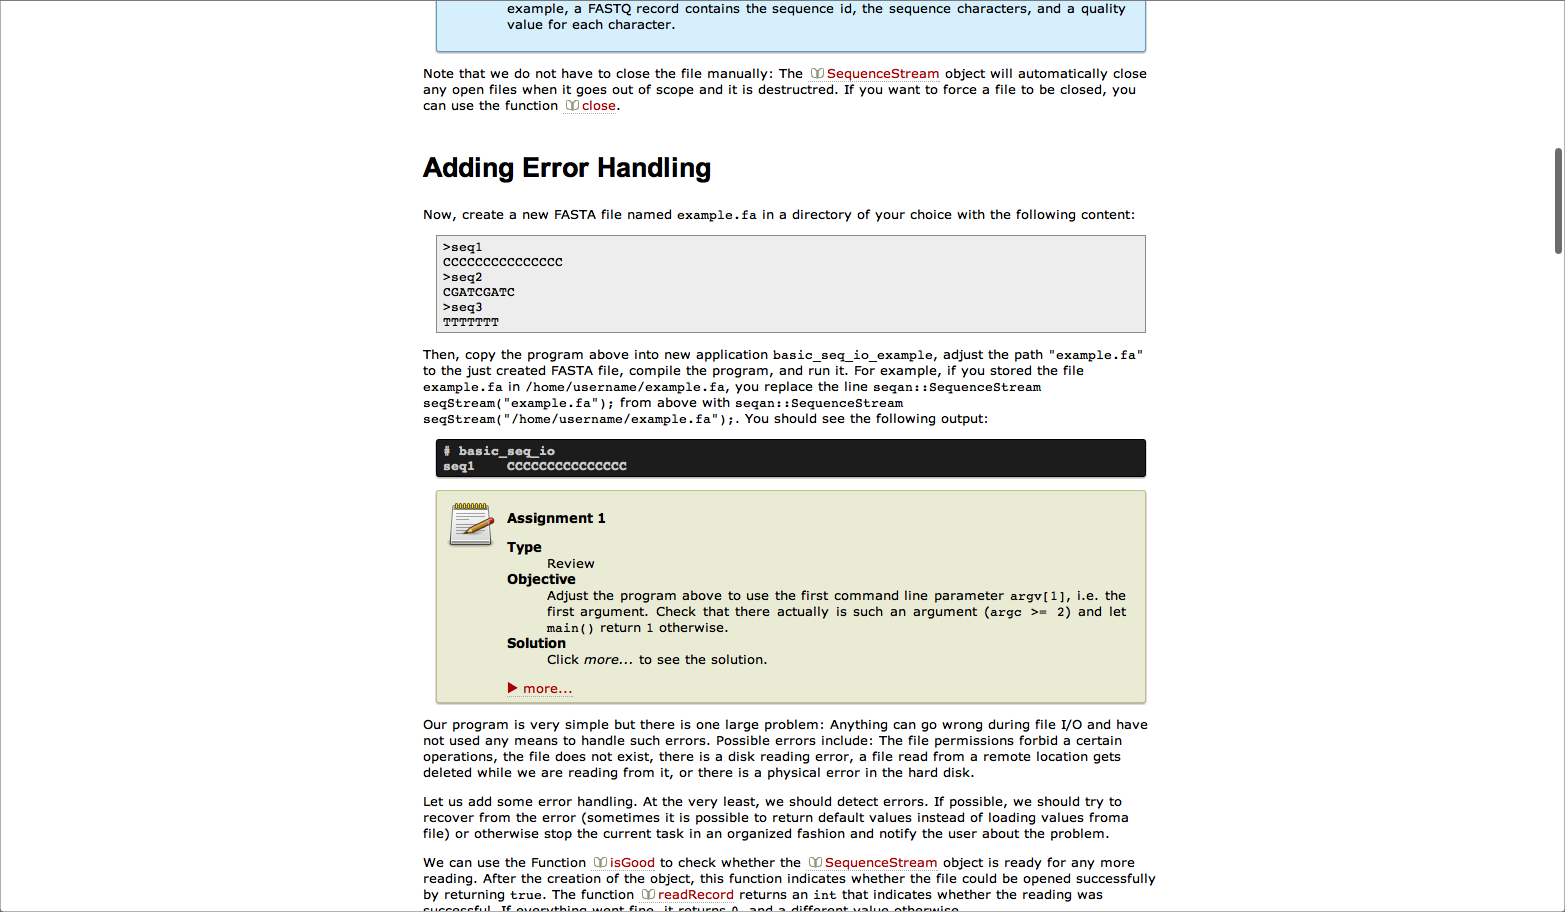 example, a FASTQ record contains the sequence id, the sequence characters, and a quality
value for each character.
Note that we do not have to close the file manually: The SequenceStream object will automatically close
any open files when it goes out of scope and it is destructred. If you want to force a file to be closed, you
can use the function close.
Adding Error Handling
Now, create a new FASTA file named example.fa in a directory of your choice with the following content:
>seq1
CCCCCCCCCCCCCCC
>seq2
CGATCGATC
>seq3
TTTTTTT
Then, copy the program above into new application basic_seq_io_example, adjust the path "example.fa"
to the just created FASTA file, compile the program, and run it. For example, if you stored the file
example.fa in /home/username/example.fa, you replace the line seqan::SequenceStream
seqStream("example.fa"); from above with seqan::SequenceStream
seqStream("/home/username/example.fa");. You should see the following output:
# basic_seq_io
seq1    CCCCCCCCCCCCCCC
Assignment 1
Type
Review
Objective
Adjust the program above to use the first command line parameter argv[1], i.e. the
first argument. Check that there actually is such an argument (argc >= 2) and let
main() return 1 otherwise.
Solution
Click more... to see the solution.
more...
Our program is very simple but there is one large problem: Anything can go wrong during file I/O and have
not used any means to handle such errors. Possible errors include: The file permissions forbid a certain
operations, the file does not exist, there is a disk reading error, a file read from a remote location gets
deleted while we are reading from it, or there is a physical error in the hard disk.
Let us add some error handling. At the very least, we should detect errors. If possible, we should try to
recover from the error (sometimes it is possible to return default values instead of loading values froma
file) or otherwise stop the current task in an organized fashion and notify the user about the problem.
We can use the Function isGood to check whether the SequenceStream object is ready for any more
reading. After the creation of the object, this function indicates whether the file could be opened successfully
by returning true. The function readRecord returns an int that indicates whether the reading was
successful. If everything went fine, it returns 0, and a different value otherwise.